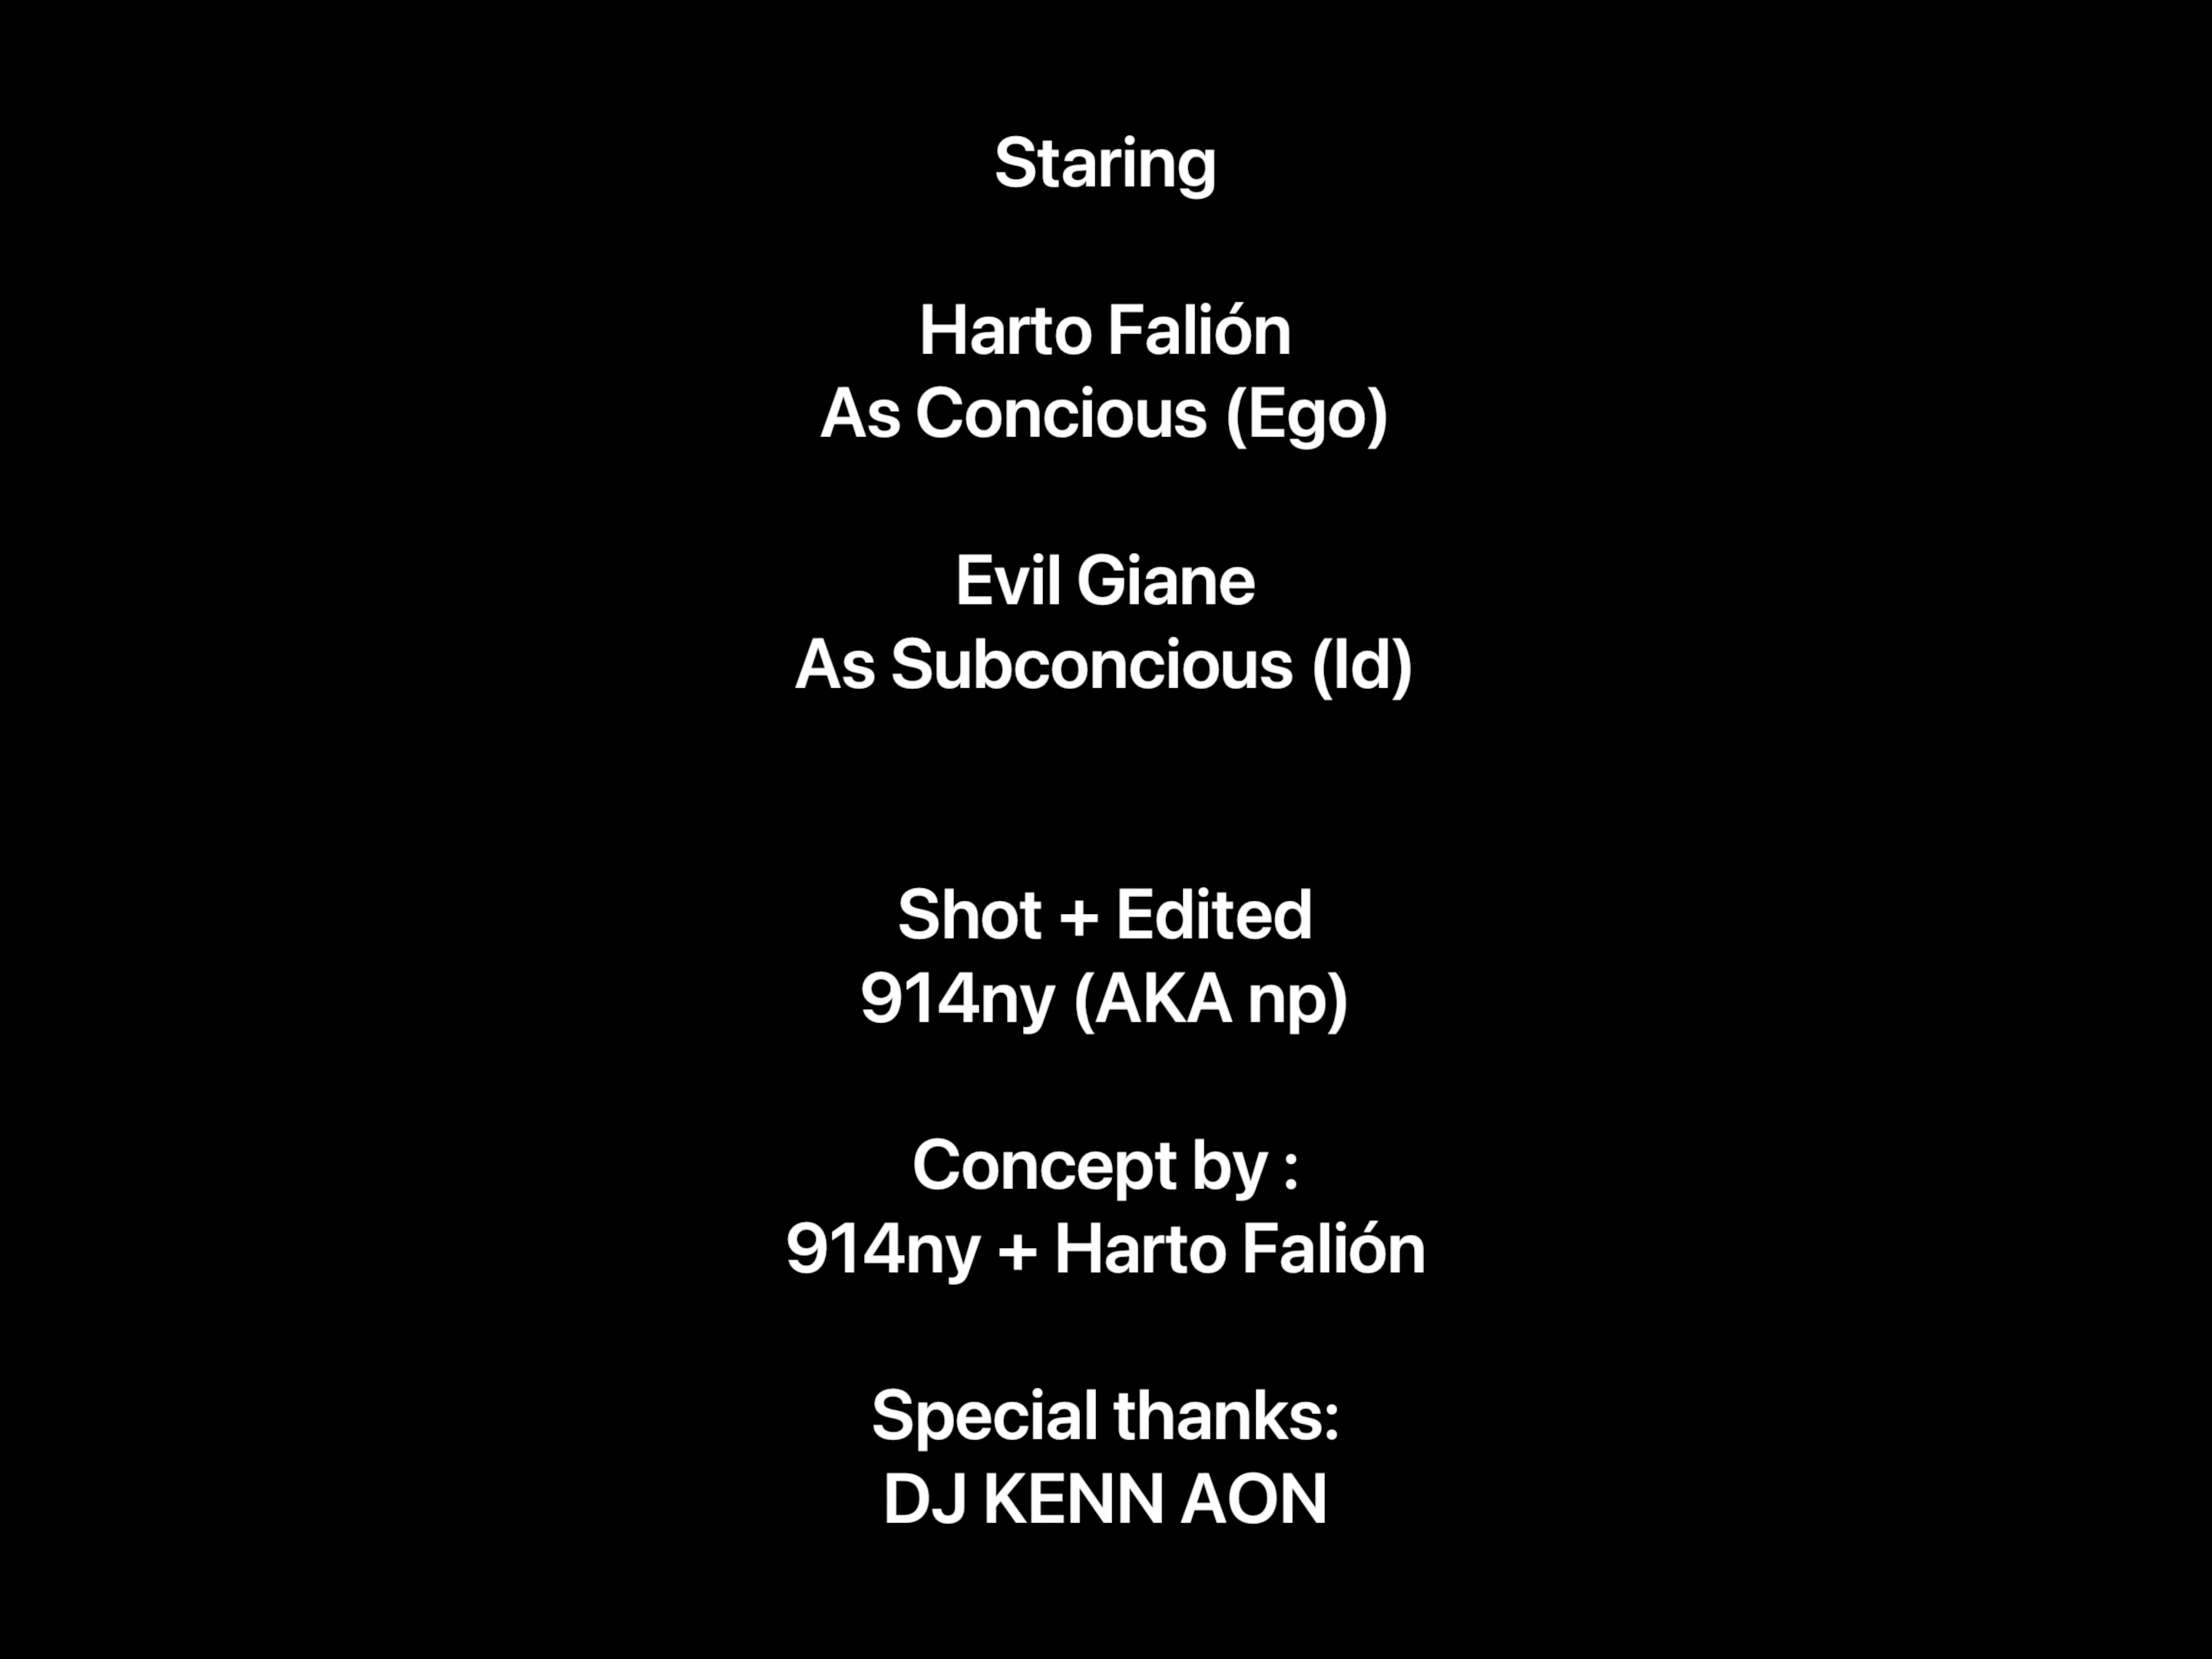 Staring
Harto Falión
As Concious (Ego)
Evil Giane
As Subconcious (Id)
Shot + Edited
914ny (AKA np)
Concept by :
914ny + Harto Falión
Special thanks:
DJ KENN AON